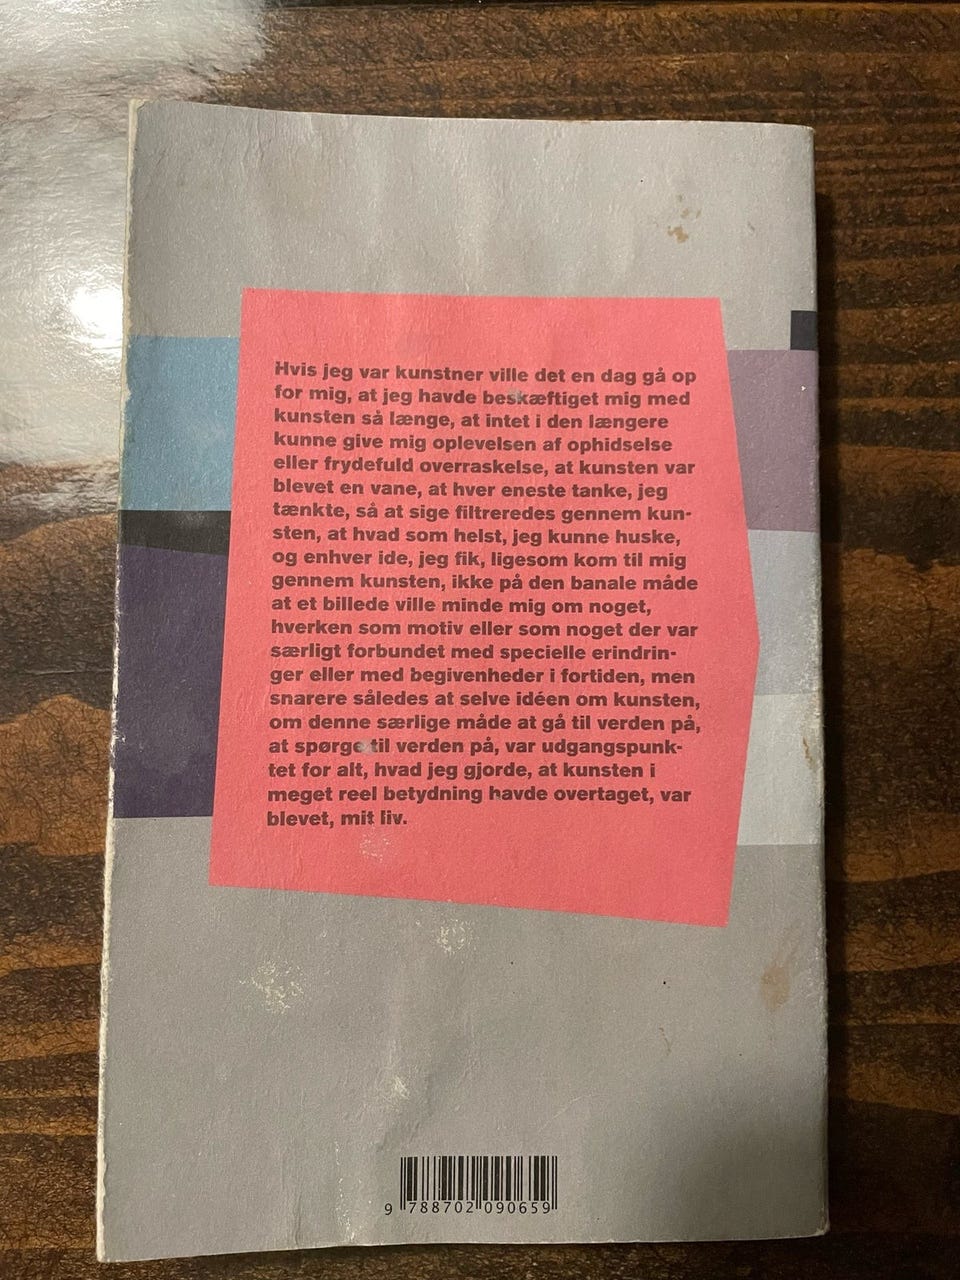 Hvis jeg var kunstner ville det en dag gå op
for mig, at jeg havde beskæftiget mig med
kunsten så længe, at intet i den længere
kunne give mig oplevelsen af ophidselse
eller frydefuld overraskelse, at kunsten var
blevet en vane, at hver eneste tanke, jeg
tænkte, så at sige filtreredes gennem kun-
sten, at hvad som helst, jeg kunne huske,
og enhver ide, jeg fik, ligesom kom til mig
gennem kunsten, ikke på den banale måde
at et billede ville minde mig om noget,
hverken som motiv eller som noget der var
særligt forbundet med specielle erindrin-
ger eller med begivenheder i fortiden, men
snarere således at selve idéen om kunsten,
om denne særlige måde at gå til verden på,
at spørge til verden på, var udgangspunk-
tet for alt, hvad jeg gjorde, at kunsten i
meget reel betydning havde overtaget, var
blevet, mit liv.
9 788702 090659